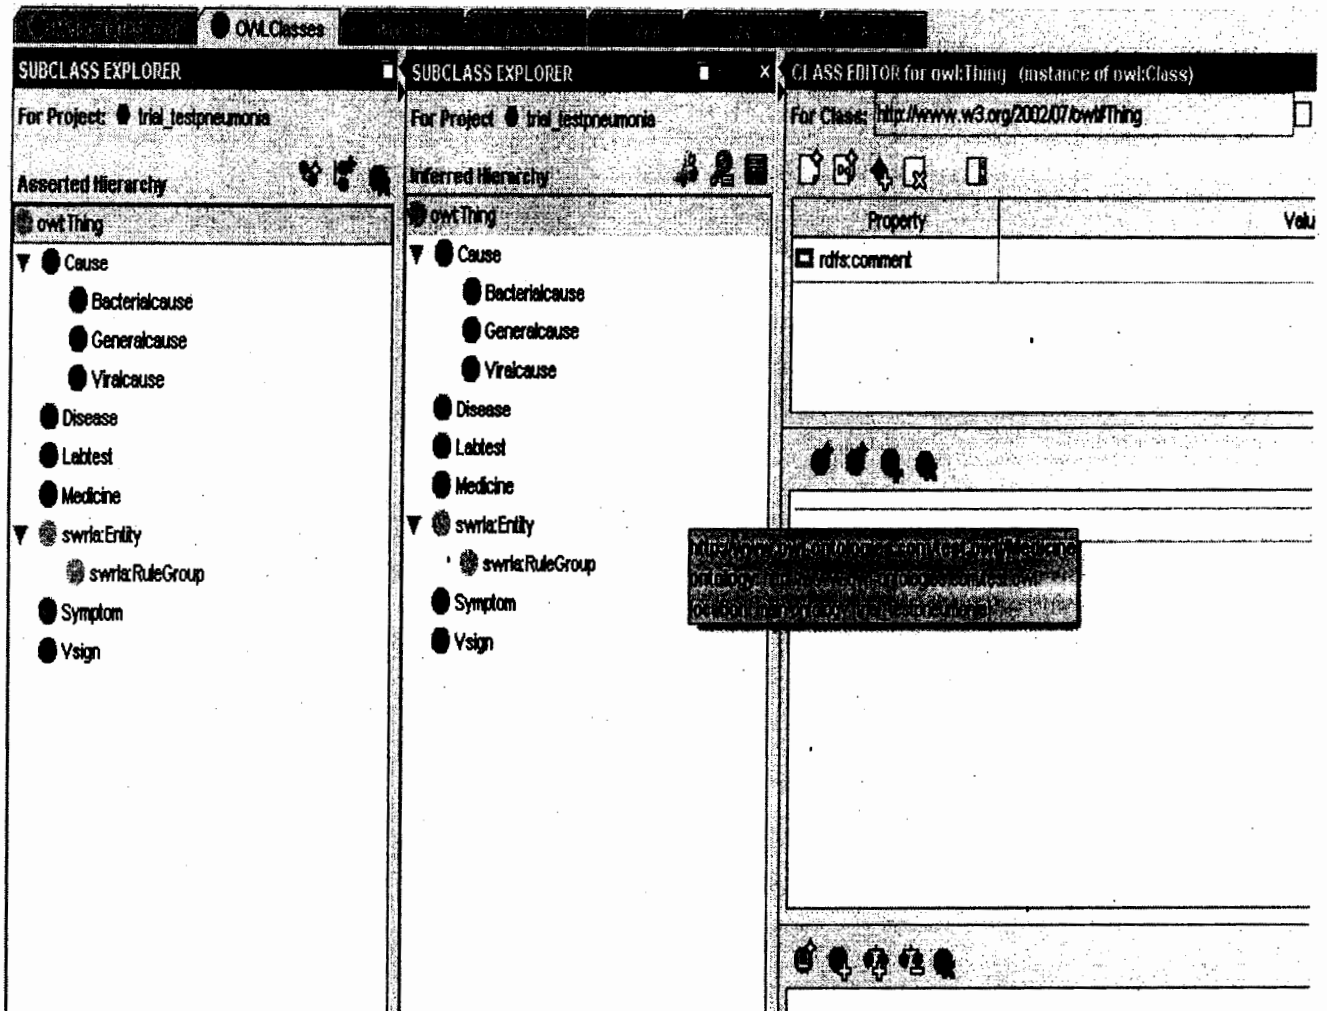 OWLClasses
SUBCLASS EXPLORER
For Project: trial_testpneumonia
Asserted Hierarchy
owl:Thing
Cause
Bacterialcause
Generalcause
Viralcause
Disease
Labtest
Medicine
swrla:Entity
swrla:RuleGroup
Symptom
Vsign
SUBCLASS EXPLORER
For Project trial_testpneumonia
Inferred Hierarchy
owl:Thing
Cause
Bacterialcause
Generalcause
Viralcause
Disease
Labtest
Medicine
swrla:Entity
swrla:RuleGroup
Symptom
Vsign
CLASS EDITOR for owl:Thing (instance of owl:Class)
For Class: http://www.w3.org/2002/07/owl#Thing
Property Valu
rdfs:comment